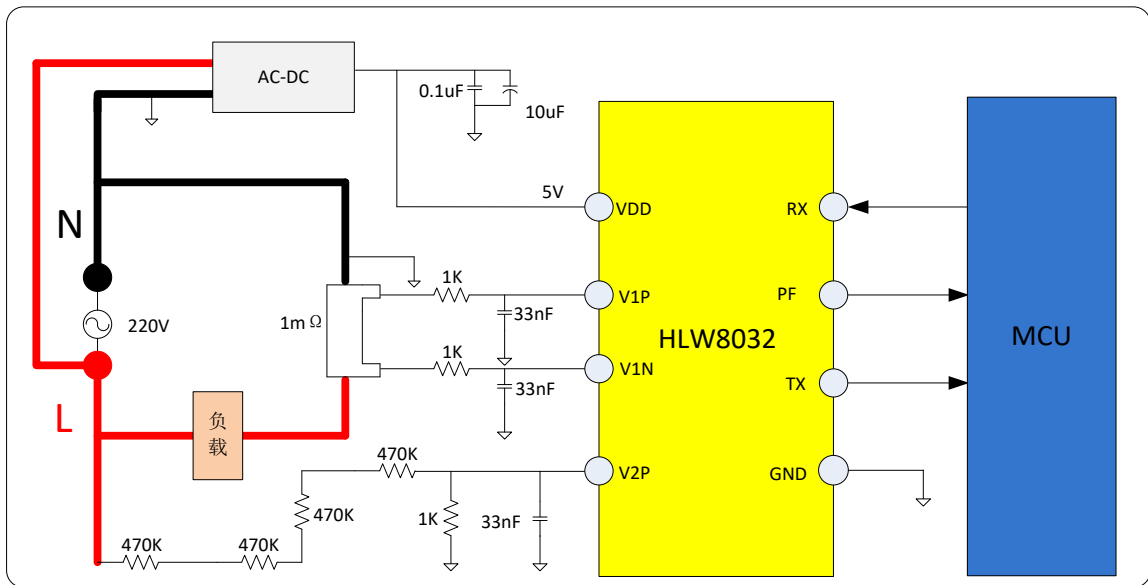 AC-DC
0.1uF
10uF
5V
VDD
RX
N
1K
V1P
33nF
PF
220V
1mΩ
HLW8032
MCU
1K
V1N
33nF
TX
L
负
载
470K
V2P
GND
470K
1K
33nF
470K
470K